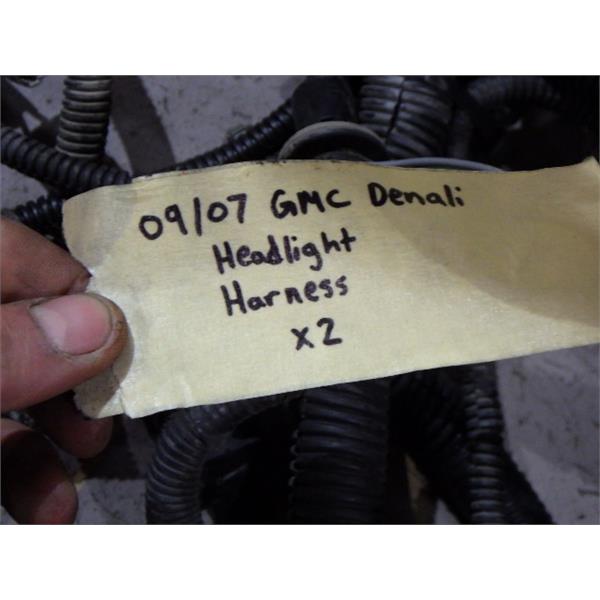 09/07 GMC Denali
Headlight
Harness
x2